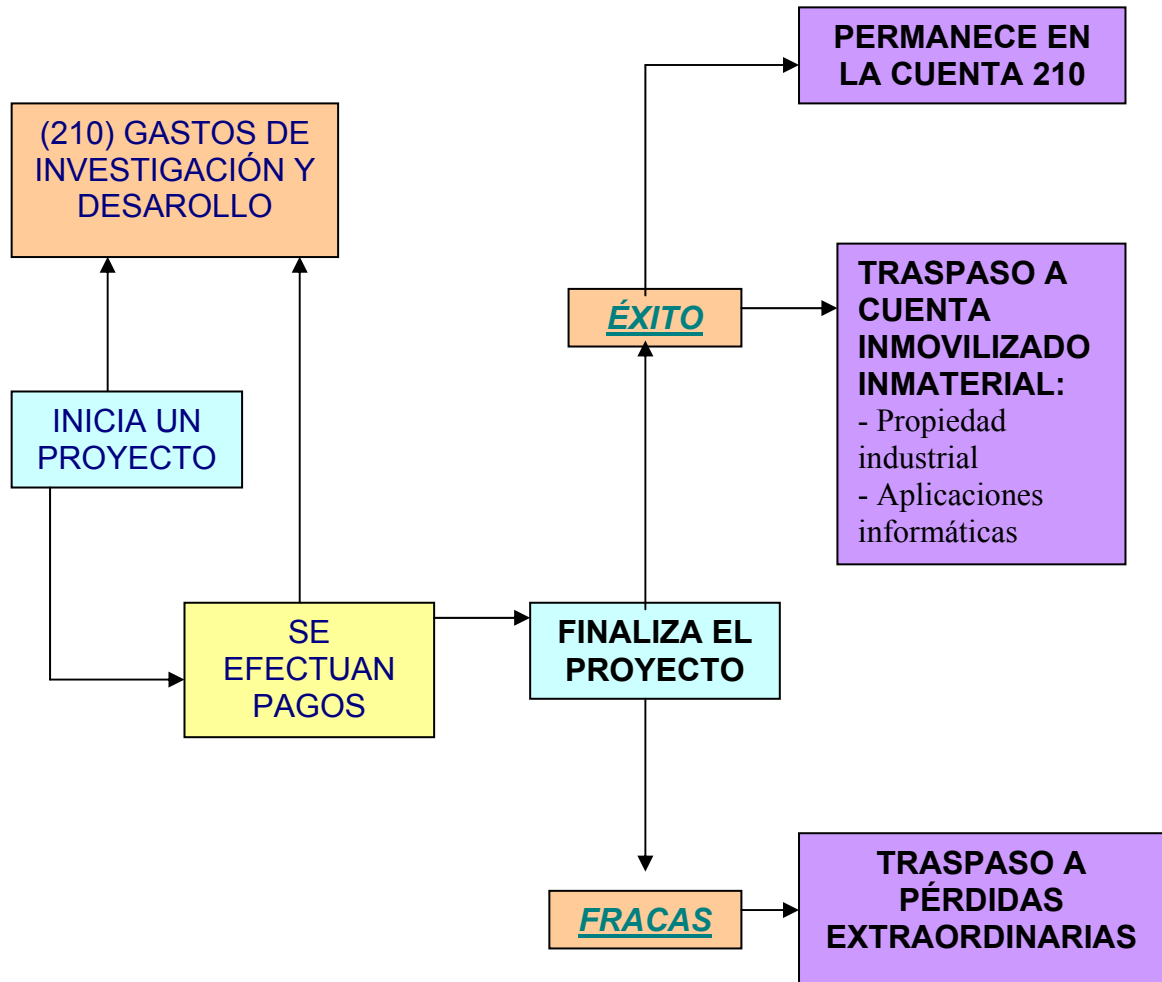 PERMANECE EN
LA CUENTA 210
(210) GASTOS DE
INVESTIGACIÓN Y
DESAROLLO
TRASPASO A
CUENTA
INMOVILIZADO
INMATERIAL:
- Propiedad
industrial
- Aplicaciones
informáticas
ÉXITO
INICIA UN
PROYECTO
SE
EFECTUAN
PAGOS
FINALIZA EL
PROYECTO
FRACAS
TRASPASO A
PÉRDIDAS
EXTRAORDINARIAS